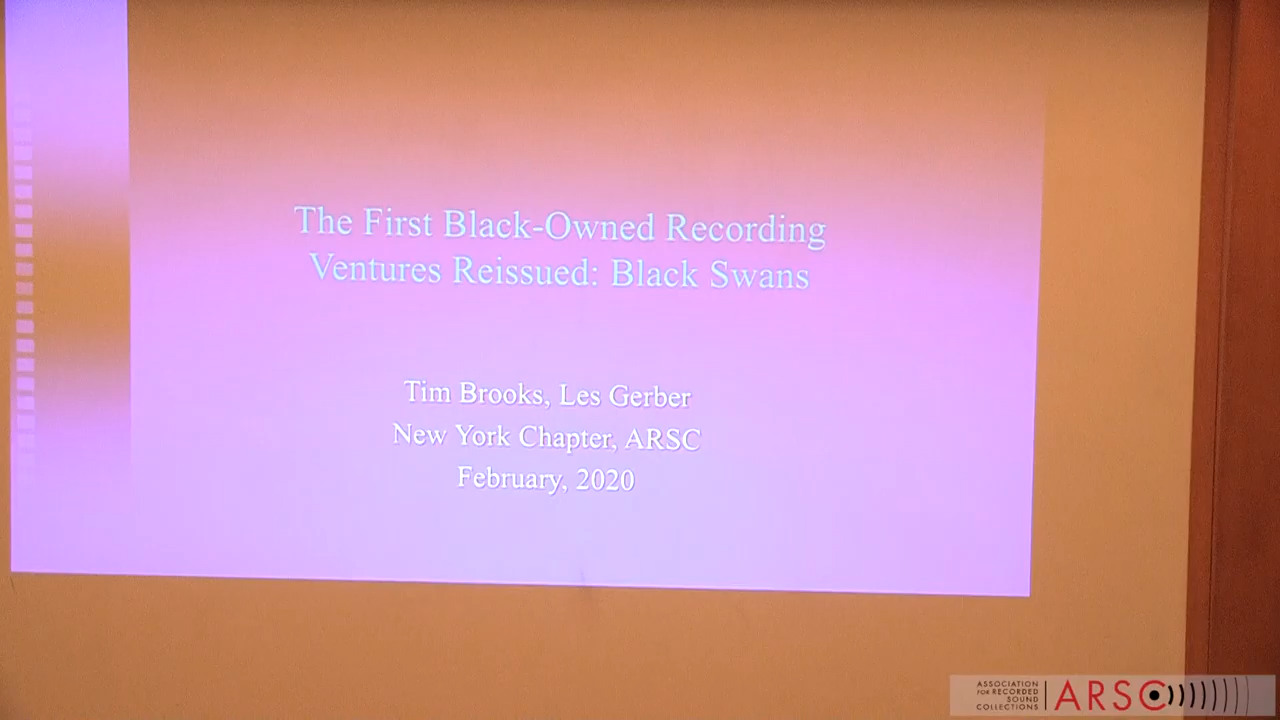 The First Black-Owned Recording
Ventures Reissued: Black Swans
Tim Brooks, Les Gerber
New York Chapter, ARSC
February, 2020
ASSOCIATION
FOR RECORDED
SOUND
COLLECTIONS
ARSC